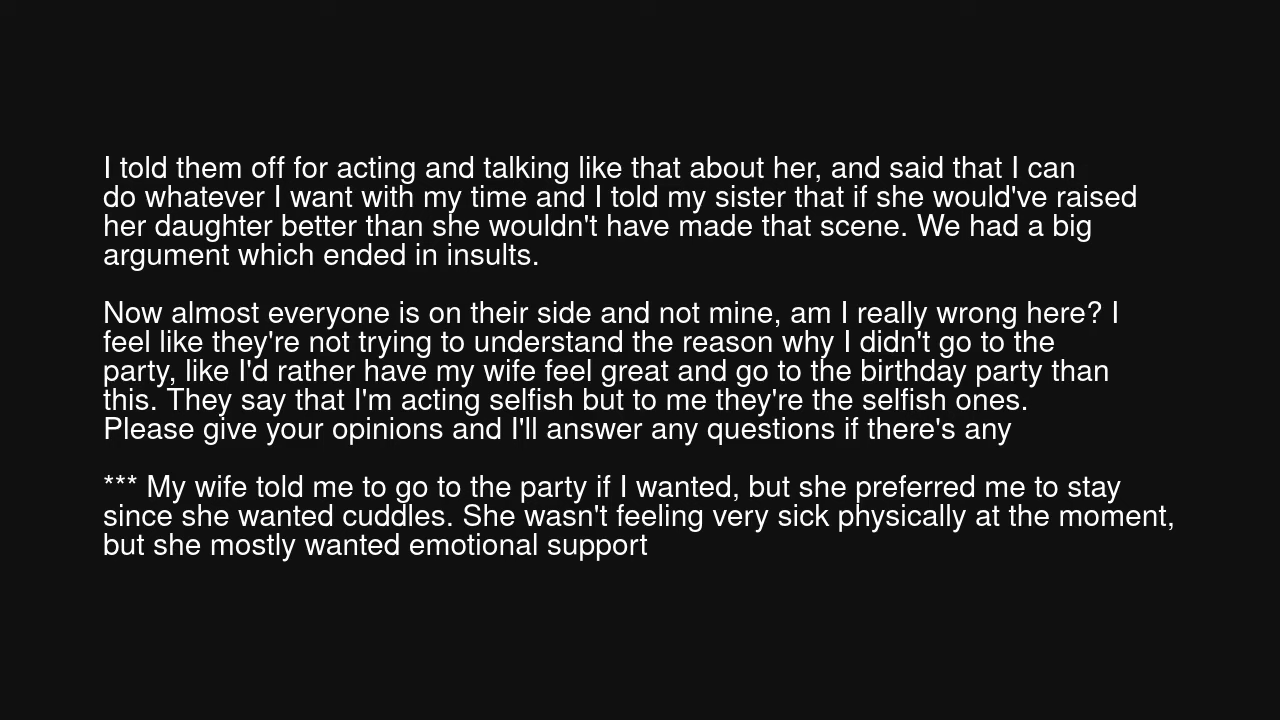 I told them off for acting and talking like that about her, and said that I can
do whatever I want with my time and I told my sister that if she would've raised
her daughter better than she wouldn't have made that scene. We had a big
argument which ended in insults.
Now almost everyone is on their side and not mine, am I really wrong here? I
feel like they're not trying to understand the reason why I didn't go to the
party, like I'd rather have my wife feel great and go to the birthday party than
this. They say that I'm acting selfish but to me they're the selfish ones.
Please give your opinions and I'll answer any questions if there's any
*** My wife told me to go to the party if I wanted, but she preferred me to stay
since she wanted cuddles. She wasn't feeling very sick physically at the moment,
but she mostly wanted emotional support